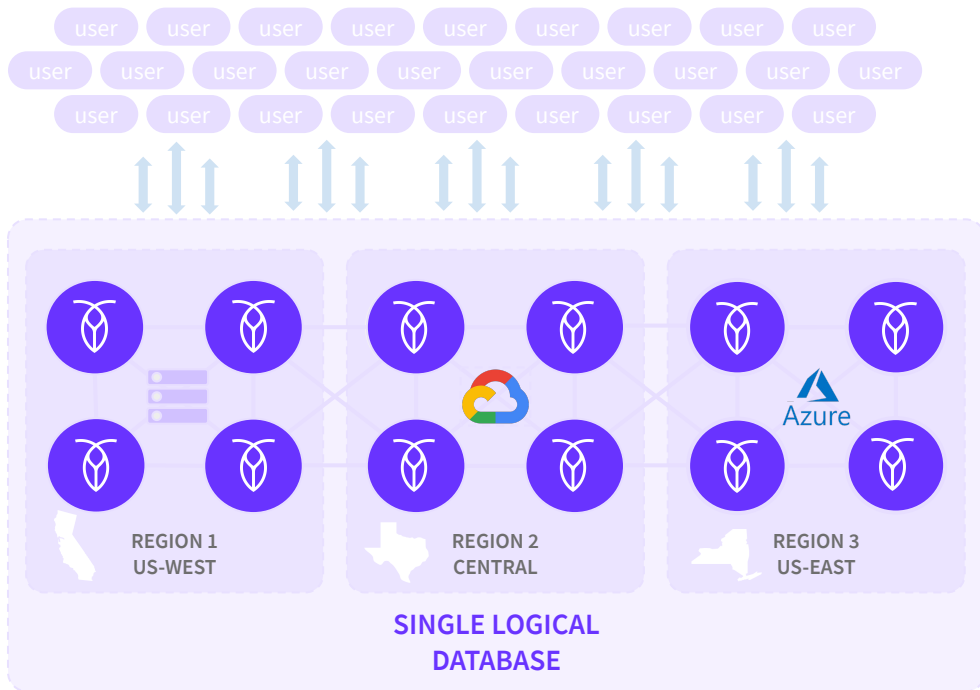 user user user user user user user user user
user user user user user user user user user user
user user user user user user user user user
Azure
REGION 1
US-WEST
REGION 2
CENTRAL
REGION 3
US-EAST
SINGLE LOGICAL
DATABASE